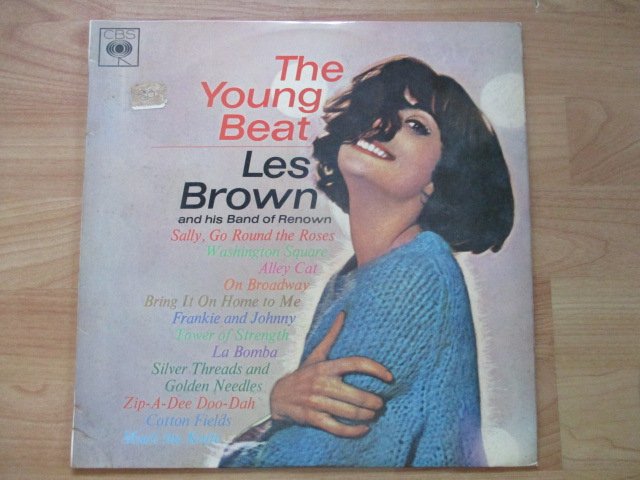 CBS
The
Young
Beat
Les
Brown
and his Band of Renown
Sally, Go Round the Roses
Washington Square
Alley Cat
On Broadway
Bring It On Home to Me
Frankie and Johnny
Tower of Strength
La Bomba
Silver Threads and
Golden Needles
Zip-A-Dee Doo-Dah
Cotton Fields